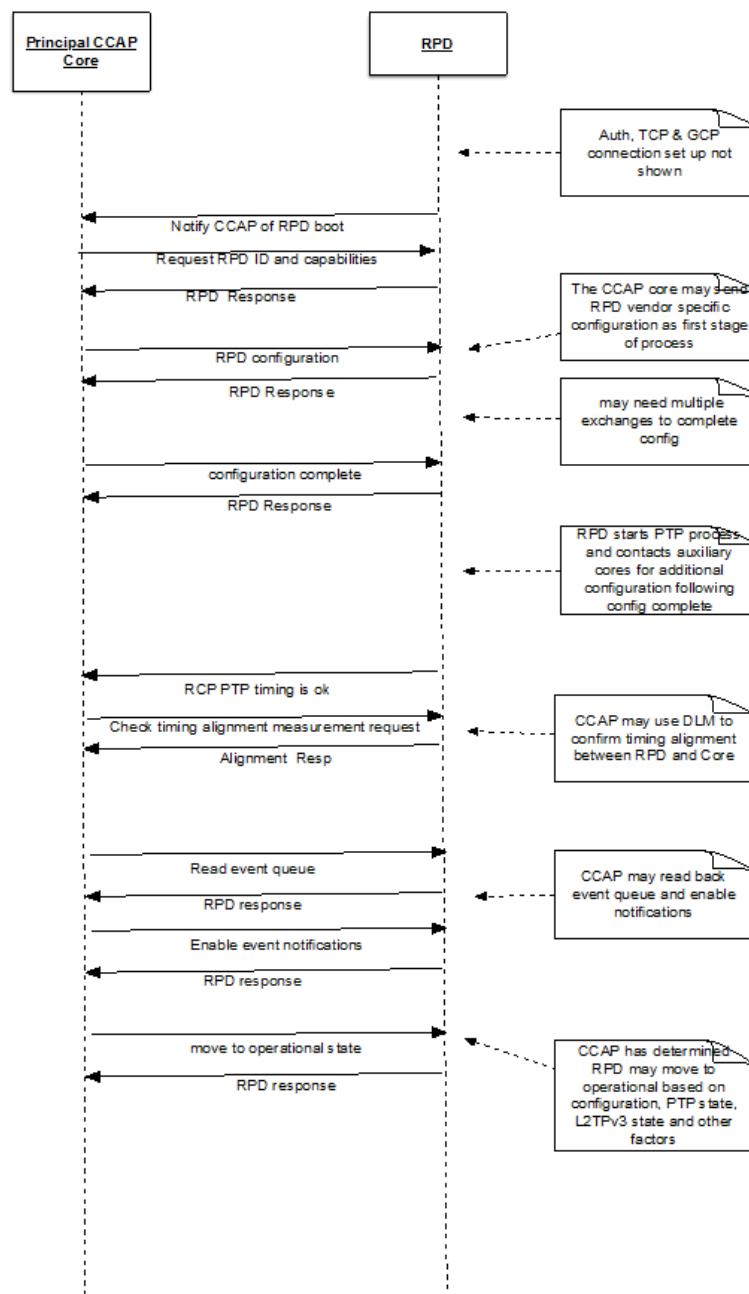 Principal CCAP
Core
RPD
Auth, TCP & GCP
connection set up not
shown
Notify CCAP of RPD boot
Request RPD ID and capabilities
RPD Response
The CCAP core may send
RPD vendor specific
configuration as first stage
of process
RPD configuration
RPD Response
may need multiple
exchanges to complete
config
configuration complete
RPD Response
RPD starts PTP process
and contacts auxiliary
cores for additional
configuration following
config complete
RCP PTP timing is ok
Check timing alignment measurement request
CCAP may use DLM to
confirm timing alignment
between RPD and Core
Alignment Resp
Read event queue
CCAP may read back
event queue and enable
notifications
RPD response
Enable event notifications
RPD response
move to operational state
CCAP has determined
RPD may move to
operational based on
configuration, PTP state,
L2TPv3 state and other
factors
RPD response